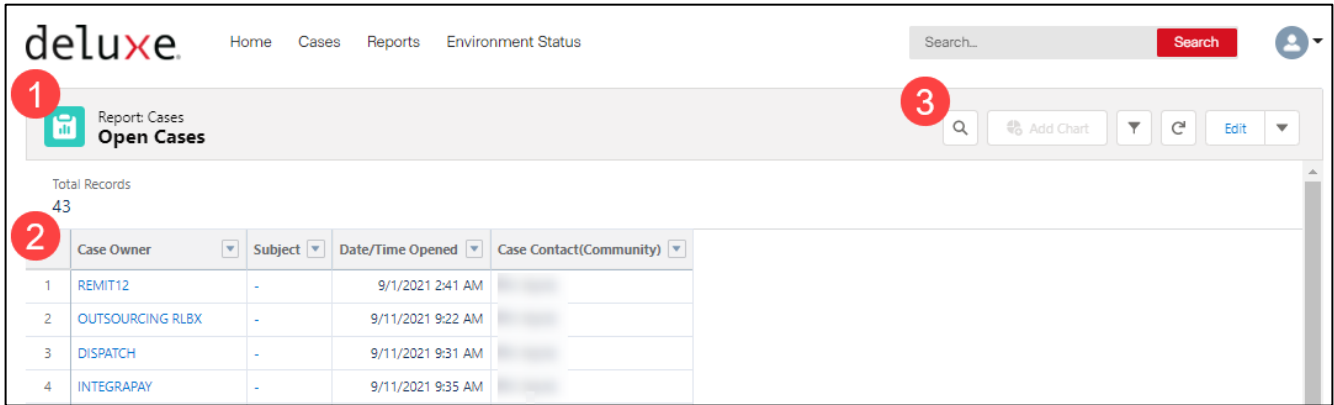 deluxe. Home Cases Reports Environment Status Search... Search
1 Report: Cases
Open Cases 3 Add Chart Edit
Total Records
43
2 Case Owner Subject Date/Time Opened Case Contact(Community)
1 REMIT12 - 9/1/2021 2:41 AM
2 OUTSOURCING RLBX - 9/11/2021 9:22 AM
3 DISPATCH - 9/11/2021 9:31 AM
4 INTEGRAPAY - 9/11/2021 9:35 AM